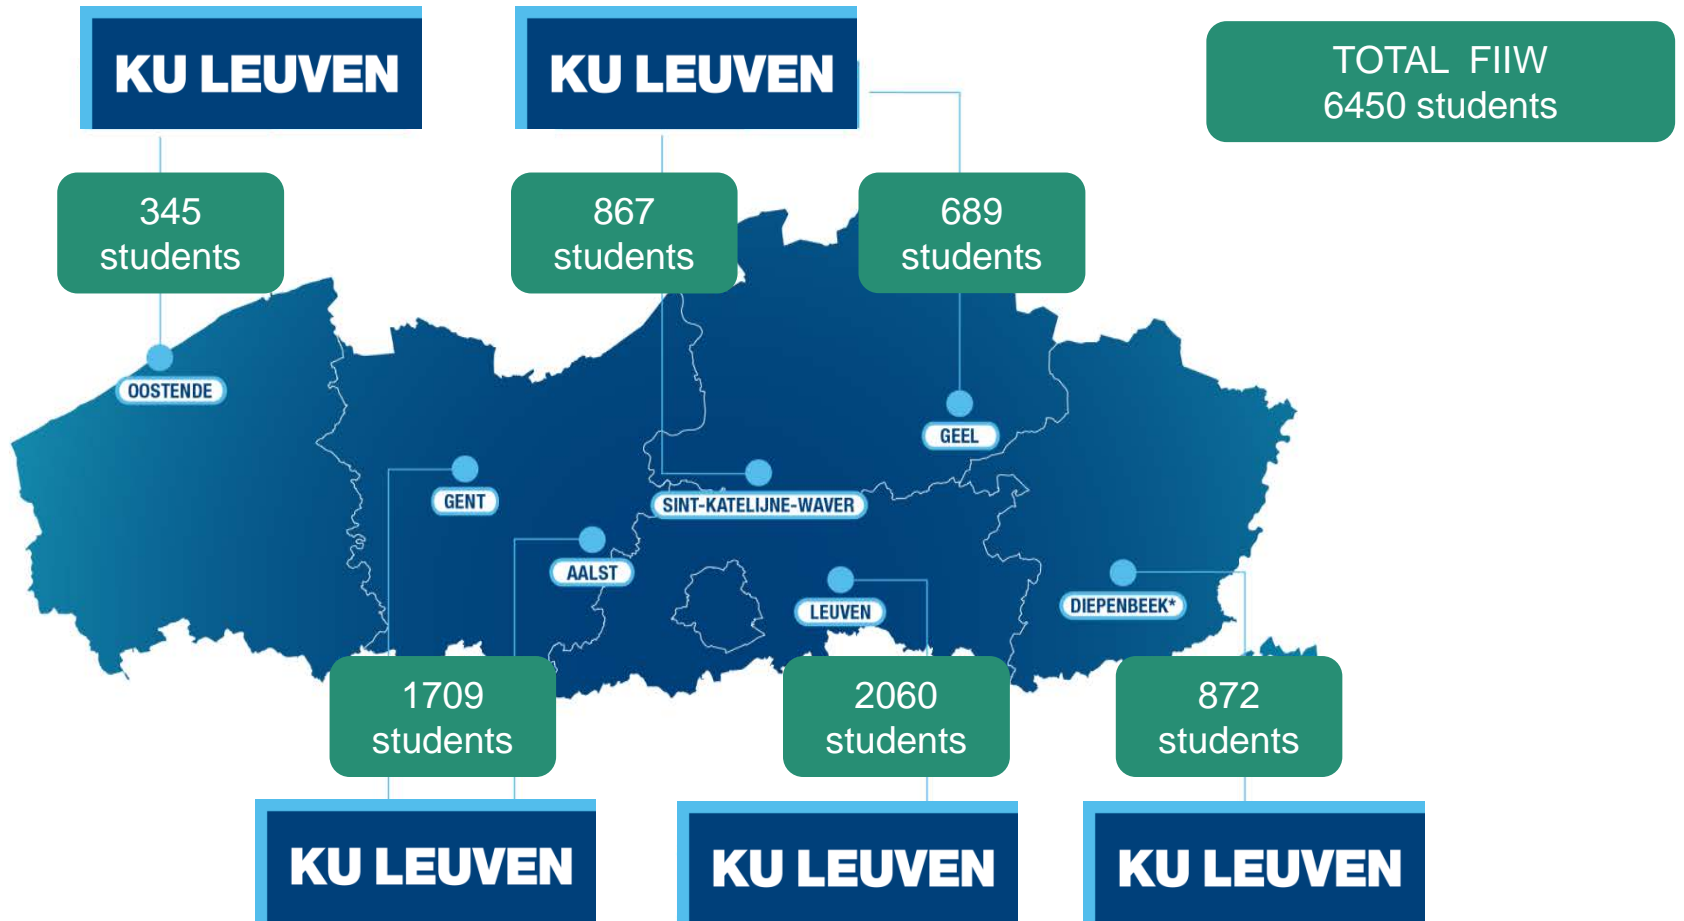 KU LEUVEN
KU LEUVEN
TOTAL FIIW
6450 students
345
students
867
students
689
students
OOSTENDE
GEEL
GENT
SINT-KATELIJNE-WAVER
AALST
LEUVEN
DIEPENBEEK*
1709
students
2060
students
872
students
KU LEUVEN
KU LEUVEN
KU LEUVEN